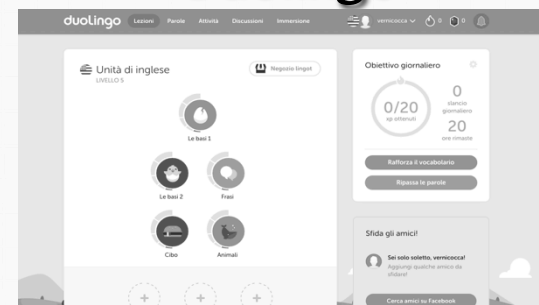 duolingo Lezioni Parole Attività Discussioni Immersione vernicocca 0 0
Unità di inglese
LIVELLO 5
Negozio lingot
Le basi 1
Le basi 2 Frasi
Cibo Animali
Obiettivo giornaliero
0/20
xp ottenuti
0
slancio
giornaliero
20
ore rimaste
Rafforza il vocabolario
Ripassa le parole
Sfida gli amici!
Sei solo soletto, vernicocca!
Aggiungi qualche amico da
sfidare!
Cerca amici su Facebook